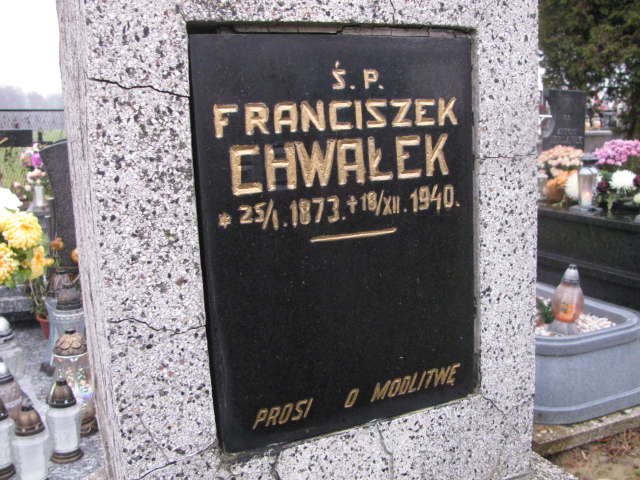 Ś. P.
FRANCISZEK
CHWAŁEK
* 25/I. 1873. + 18/XII. 1940.
PROSI O MODLITWĘ